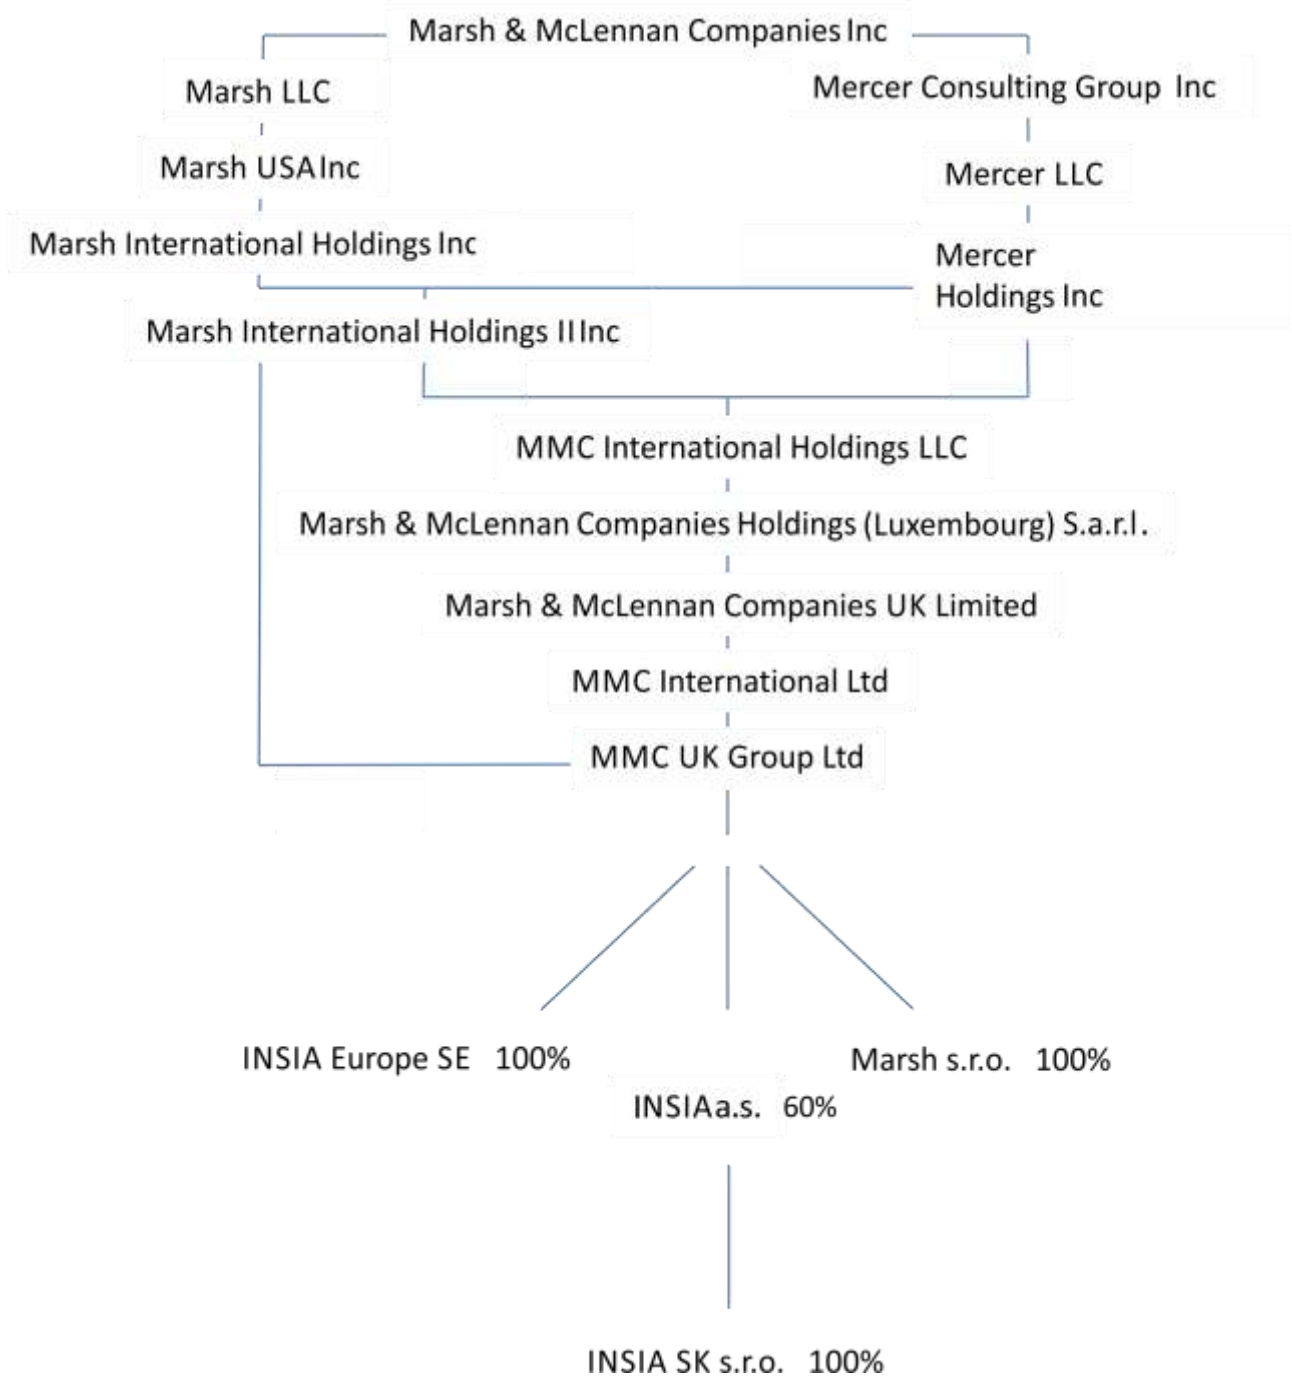 Marsh & McLennan Companies Inc
Marsh LLC
Mercer Consulting Group Inc
Marsh USA Inc
Mercer LLC
Marsh International Holdings Inc
Mercer
Holdings Inc
Marsh International Holdings II Inc
MMC International Holdings LLC
Marsh & McLennan Companies Holdings (Luxembourg) S.a.r.l.
Marsh & McLennan Companies UK Limited
MMC International Ltd
MMC UK Group Ltd
INSIA Europe SE 100%
Marsh s.r.o. 100%
INSIA a.s. 60%
INSIA SK s.r.o. 100%